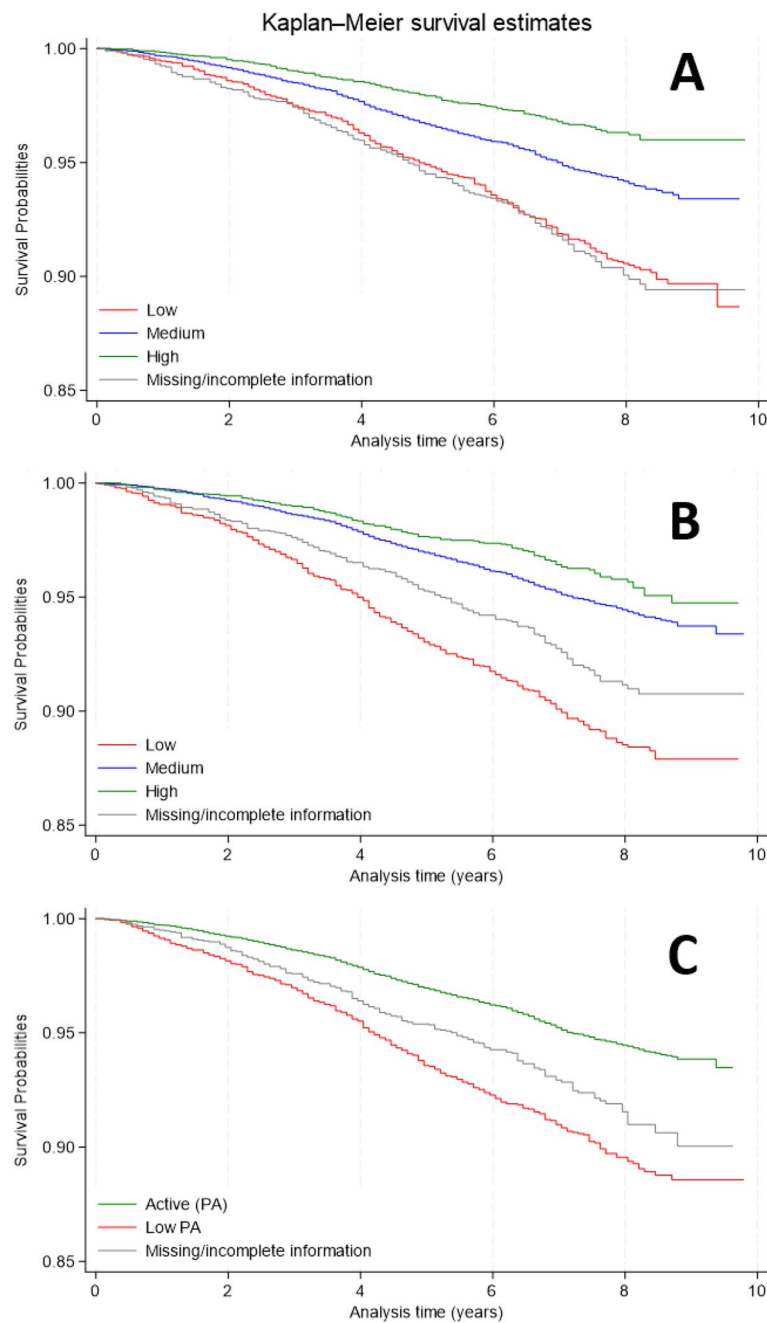 Kaplan–Meier survival estimates
A
1.00
0.95
0.90
0.85
Survival Probabilities
Low
Medium
High
Missing/incomplete information
0 2 4 6 8 10
Analysis time (years)
B
1.00
0.95
0.90
0.85
Survival Probabilities
Low
Medium
High
Missing/incomplete information
0 2 4 6 8 10
Analysis time (years)
C
1.00
0.95
0.90
0.85
Survival Probabilities
Active (PA)
Low PA
Missing/incomplete information
0 2 4 6 8 10
Analysis time (years)